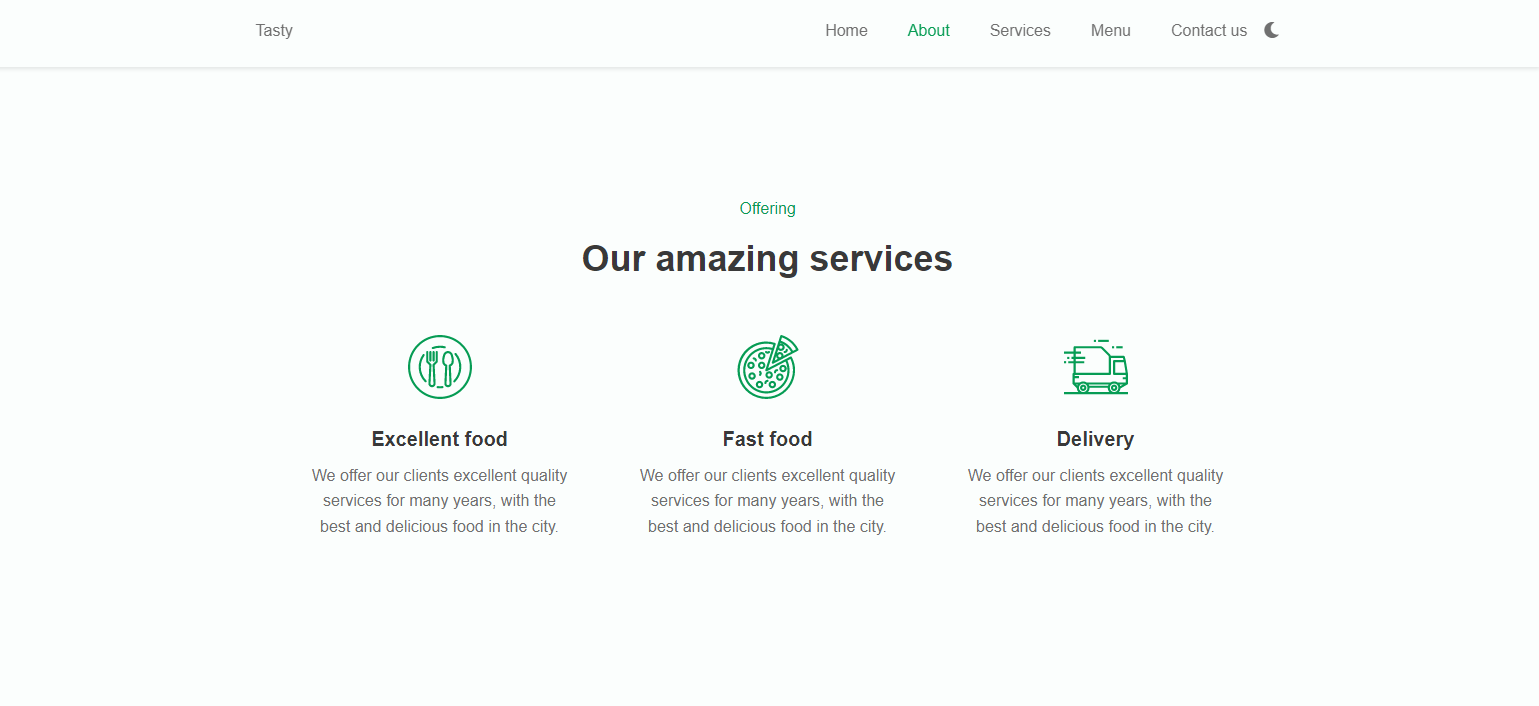 Tasty Home About Services Menu Contact us
Offering
Our amazing services
Excellent food
We offer our clients excellent quality
services for many years, with the
best and delicious food in the city.
Fast food
We offer our clients excellent quality
services for many years, with the
best and delicious food in the city.
Delivery
We offer our clients excellent quality
services for many years, with the
best and delicious food in the city.